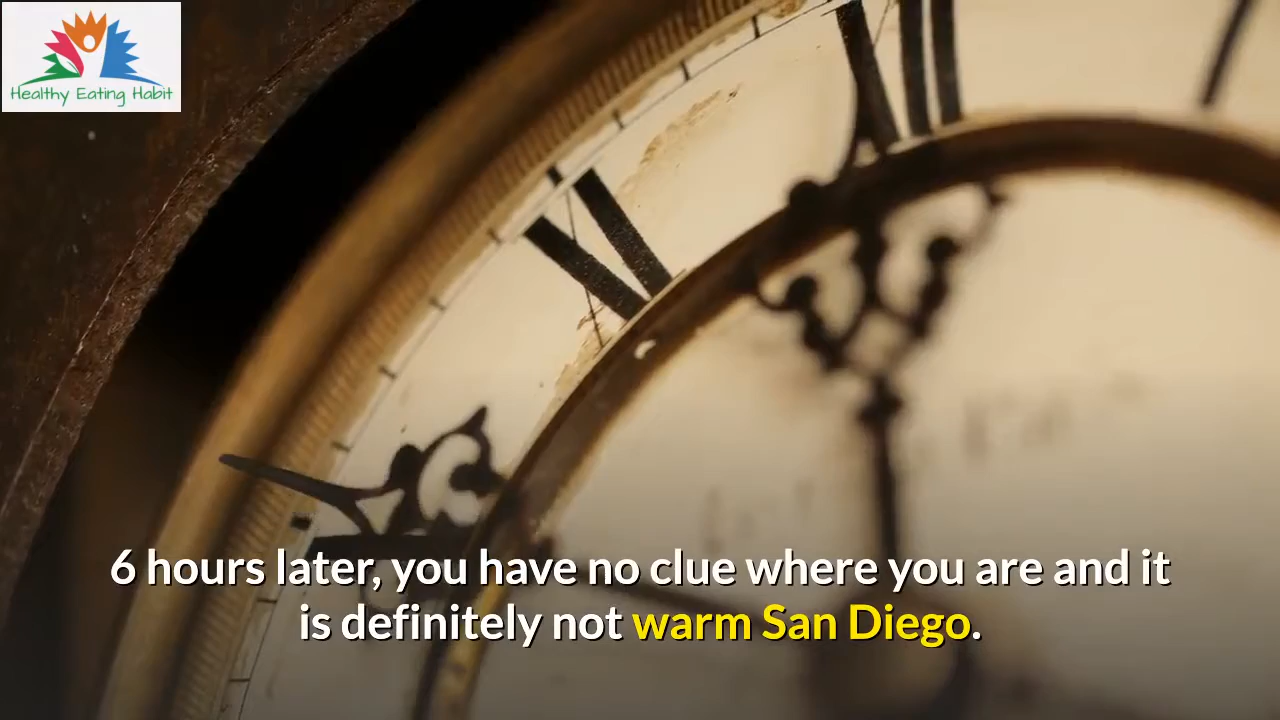 Healthy Eating Habit
6 hours later, you have no clue where you are and it
is definitely not warm San Diego.